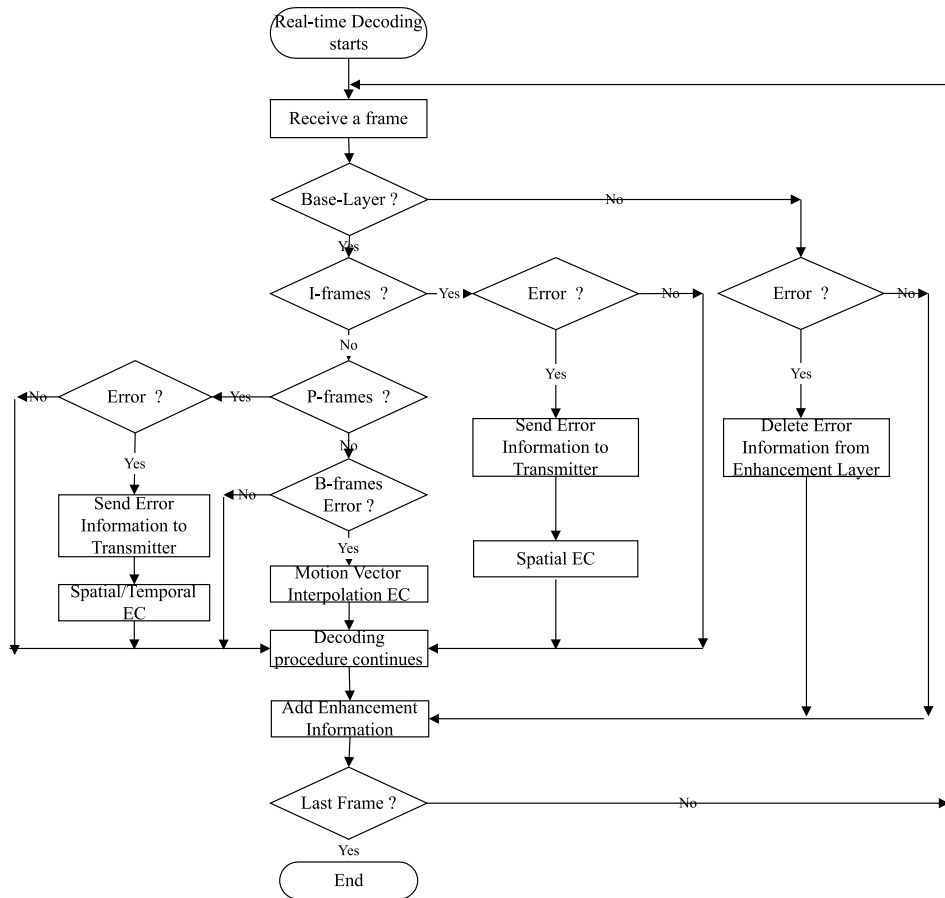 Real-time Decoding
starts
Receive a frame
Base-Layer ?
No
Yes
I-frames ?
Yes
Error ?
No
Error ?
No
No
Yes
Yes
No
Error ?
Yes
P-frames ?
Send Error
Information to
Transmitter
Delete Error
Information from
Enhancement Layer
No
Yes
B-frames
Error ?
No
Send Error
Information to
Transmitter
Yes
Spatial EC
Motion Vector
Interpolation EC
Spatial/Temporal
EC
Decoding
procedure continues
Add Enhancement
Information
Last Frame ?
No
Yes
End